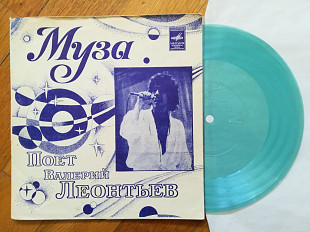 Муза
Поет
Валерий
Леонтьев